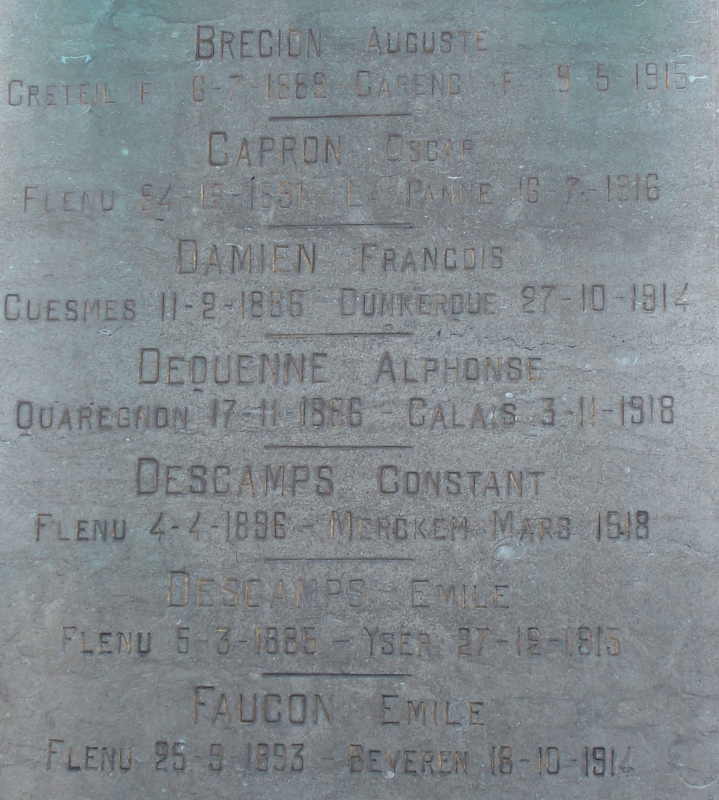 BRECION AUGUSTE
CRETEIL (F) 6-7-1889 - CARENCY F 9 5 1915
CAPRON OSCAR
FLENU 24-12-1891 - LA PANNE 16-7-1916
DAMIEN FRANCOIS
CUESMES 11-2-1896 DUNKERQUE 27-10-1914
DEQUENNE ALPHONSE
QUAREGNON 17-11-1886 - CALAIS 3-11-1918
DESCAMPS CONSTANT
FLENU 4-4-1896 - MERCKEM MARS 1918
DESCAMPS EMILE
FLENU 5-3-1885 - YSER 27-12-1915
FAUCON EMILE
FLENU 25-9 1893 - BEVEREN 18-10-1914